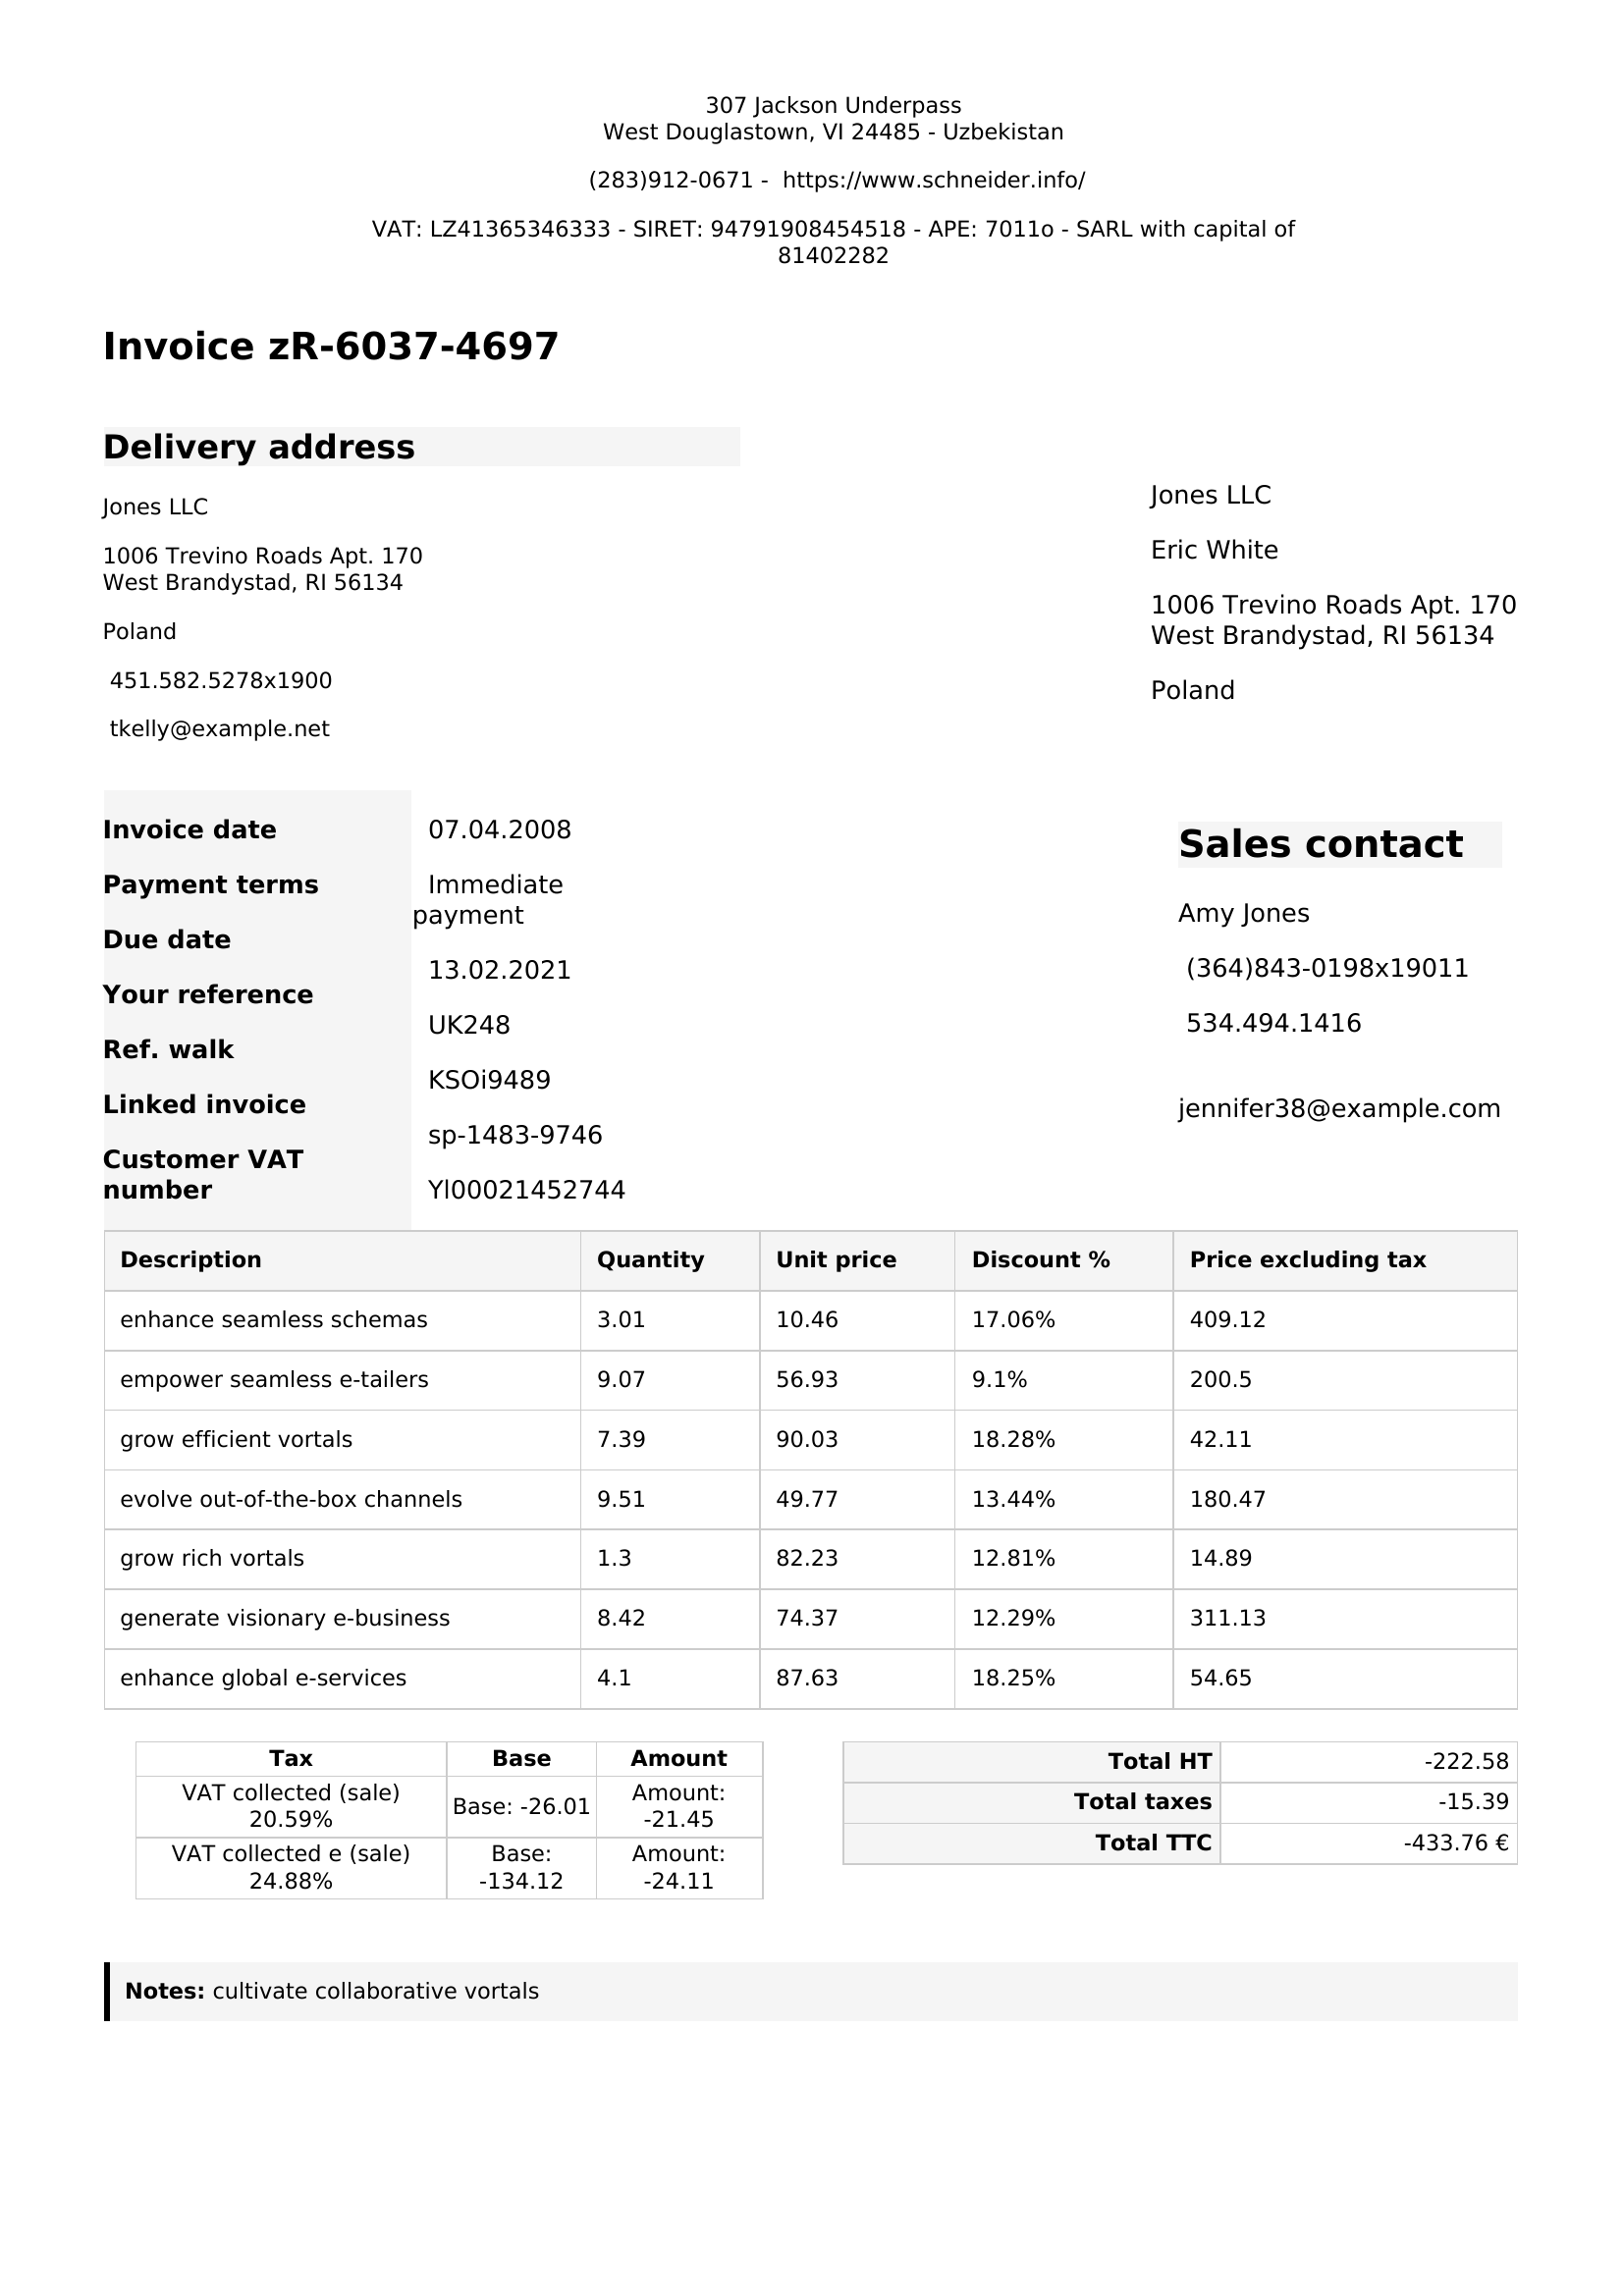 307 Jackson Underpass
West Douglastown, VI 24485 - Uzbekistan
(283)912-0671 - https://www.schneider.info/
VAT: LZ41365346333 - SIRET: 94791908454518 - APE: 7011o - SARL with capital of
81402282
Invoice zR-6037-4697
Delivery address
Jones LLC
1006 Trevino Roads Apt. 170
West Brandystad, RI 56134
Poland
451.582.5278x1900
tkelly@example.net
Jones LLC
Eric White
1006 Trevino Roads Apt. 170
West Brandystad, RI 56134
Poland
Invoice date
Payment terms
Due date
Your reference
Ref. walk
Linked invoice
Customer VAT
number
07.04.2008
Immediate
payment
13.02.2021
UK248
KSOi9489
sp-1483-9746
Yl00021452744
Sales contact
Amy Jones
(364)843-0198x19011
534.494.1416
jennifer38@example.com
Description Quantity Unit price Discount % Price excluding tax
enhance seamless schemas 3.01 10.46 17.06% 409.12
empower seamless e-tailers 9.07 56.93 9.1% 200.5
grow efficient vortals 7.39 90.03 18.28% 42.11
evolve out-of-the-box channels 9.51 49.77 13.44% 180.47
grow rich vortals 1.3 82.23 12.81% 14.89
generate visionary e-business 8.42 74.37 12.29% 311.13
enhance global e-services 4.1 87.63 18.25% 54.65
Tax Base Amount
VAT collected (sale)
20.59%
Base: -26.01
Amount:
-21.45
VAT collected e (sale)
24.88%
Base:
-134.12
Amount:
-24.11
Total HT -222.58
Total taxes -15.39
Total TTC -433.76 €
Notes: cultivate collaborative vortals